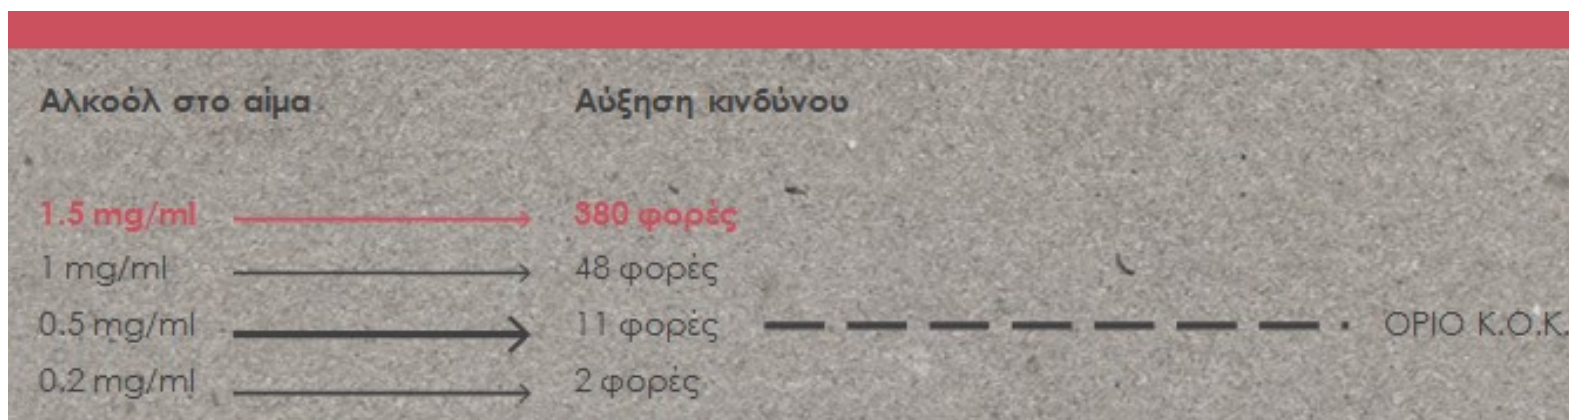 Αλκοόλ στο αίμα Αύξηση κινδύνου
1.5 mg/ml 380 φορές
1 mg/ml 48 φορές
0.5 mg/ml 11 φορές ΟΡΙΟ Κ.Ο.Κ.
0.2 mg/ml 2 φορές